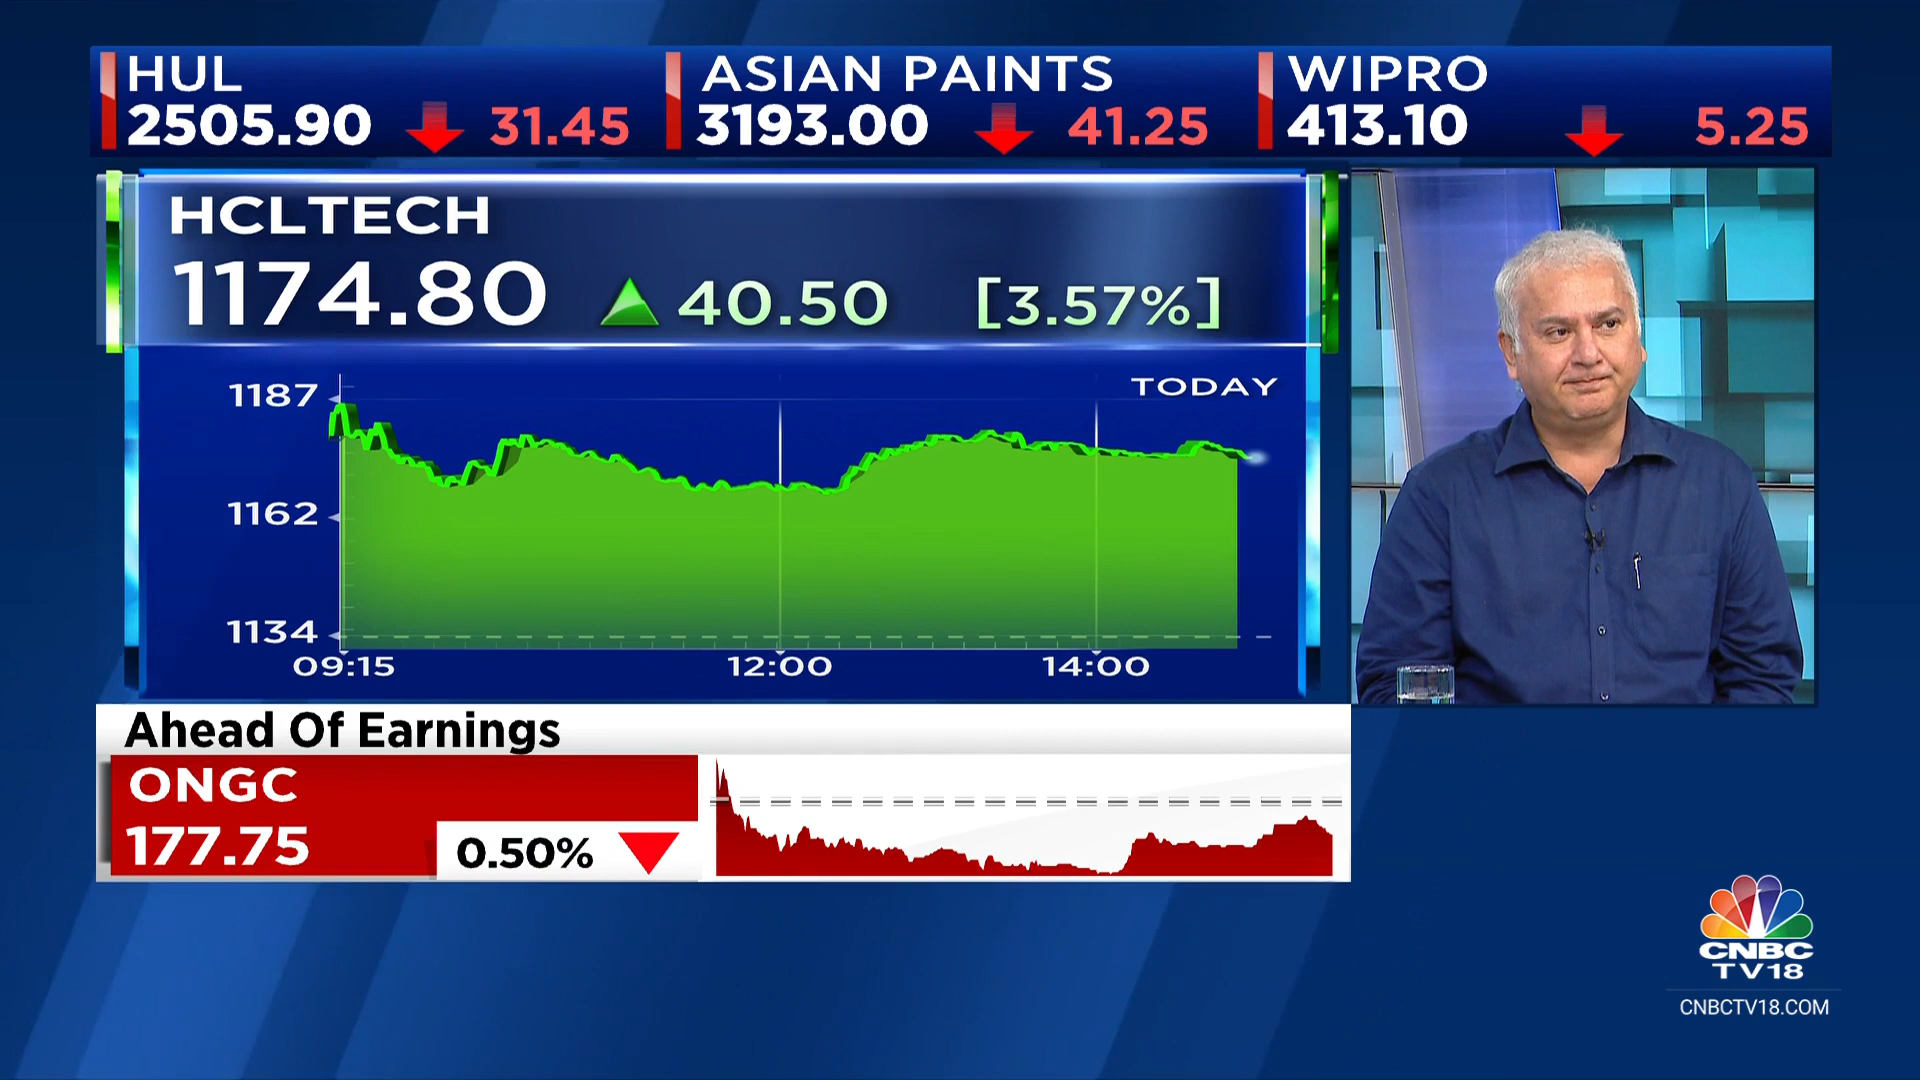 HUL
2505.90 31.45
ASIAN PAINTS
3193.00 41.25
WIPRO
413.10 5.25
HCLTECH
1174.80 40.50 [3.57%]
TODAY
1187
1162
1134
09:15 12:00 14:00
Ahead Of Earnings
ONGC
177.75 0.50%
CNBC
TV18
CNBCTV18.COM